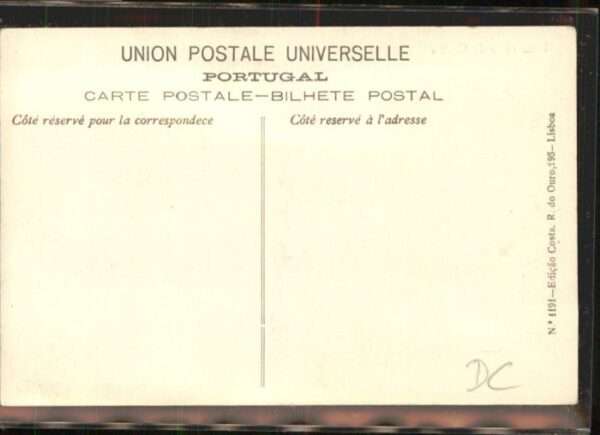 UNION POSTALE UNIVERSELLE
PORTUGAL
CARTE POSTALE—BILHETE POSTAL
Côté réservé pour la correspondece
Côté reservé à l'adresse
N.º 1191—Edição Costa, R. do Ouro, 295—Lisboa
DC